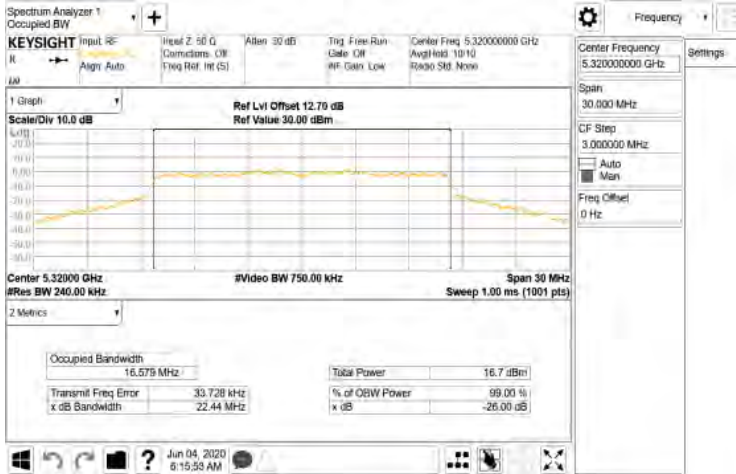 Spectrum Analyzer 1
Occupied BW
Frequency
KEYSIGHT Input: RF
Input Z: 50 Ω
Atten: 30 dB
Trig: Free Run
Center Freq: 5.320000000 GHz
R
Corrections: Off
Gate: Off
Avg|Hold: 10/10
Align: Auto
Freq Ref: Int (S)
#IF Gain: Low
Radio Std: None
Center Frequency
5.320000000 GHz
Settings
Span
30.000 MHz
CF Step
3.000000 MHz
Auto
Man
Freq Offset
0 Hz
1 Graph
Ref Lvl Offset 12.70 dB
Scale/Div 10.0 dB
Ref Value 30.00 dBm
Log
20.0
10.0
0.00
Center 5.32000 GHz
#Video BW 750.00 kHz
Span 30 MHz
#Res BW 240.00 kHz
Sweep 1.00 ms (1001 pts)
2 Metrics
Occupied Bandwidth
16.579 MHz
Total Power
16.7 dBm
Transmit Freq Error
33.728 kHz
% of OBW Power
99.00 %
x dB Bandwidth
22.44 MHz
x dB
-26.00 dB
Jun 04, 2020
6:15:53 AM